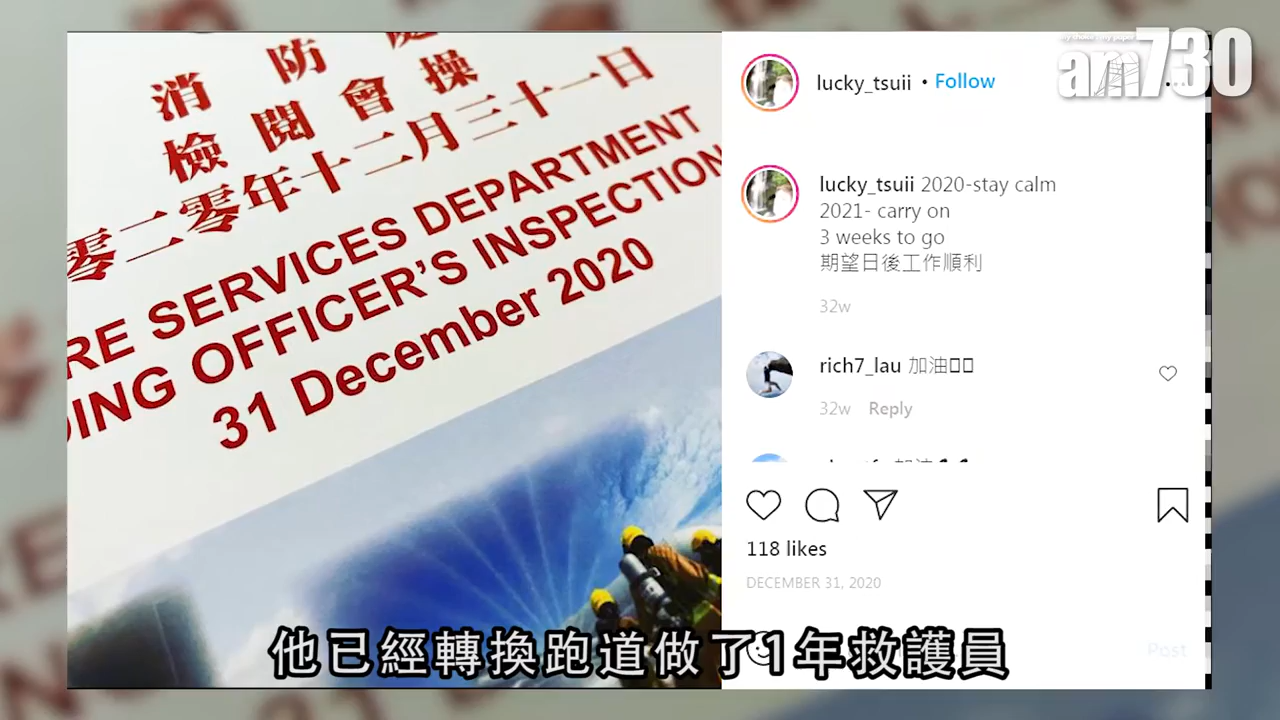 am730
消防處
檢閱會操
二零年十二月三十一日
SERVICES DEPARTMENT
OFFICER'S INSPECTION
31 December 2020
lucky_tsuii • Follow
lucky_tsuii 2020-stay calm
2021- carry on
3 weeks to go
期望日後工作順利
32w
rich7_lau 加油
32w Reply
118 likes
DECEMBER 31, 2020
Post
他已經轉換跑道做了1年救護員